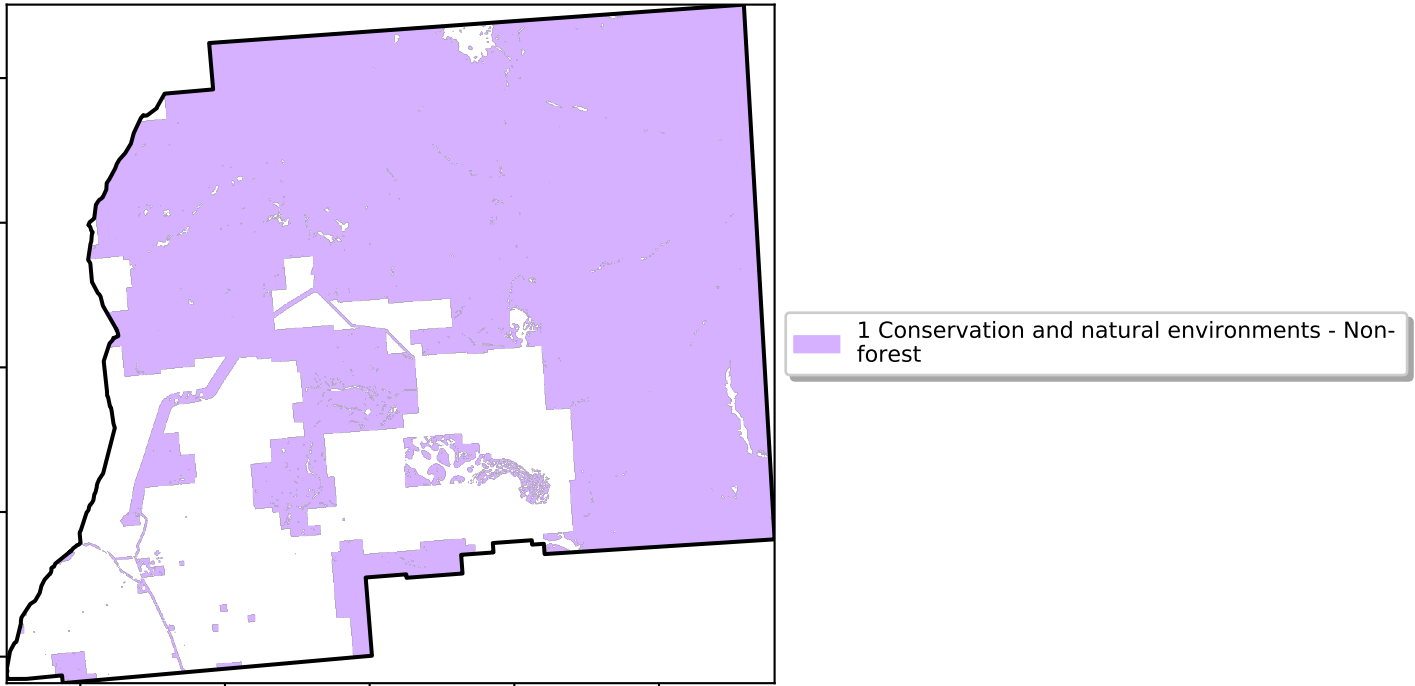 1 Conservation and natural environments - Non-
forest